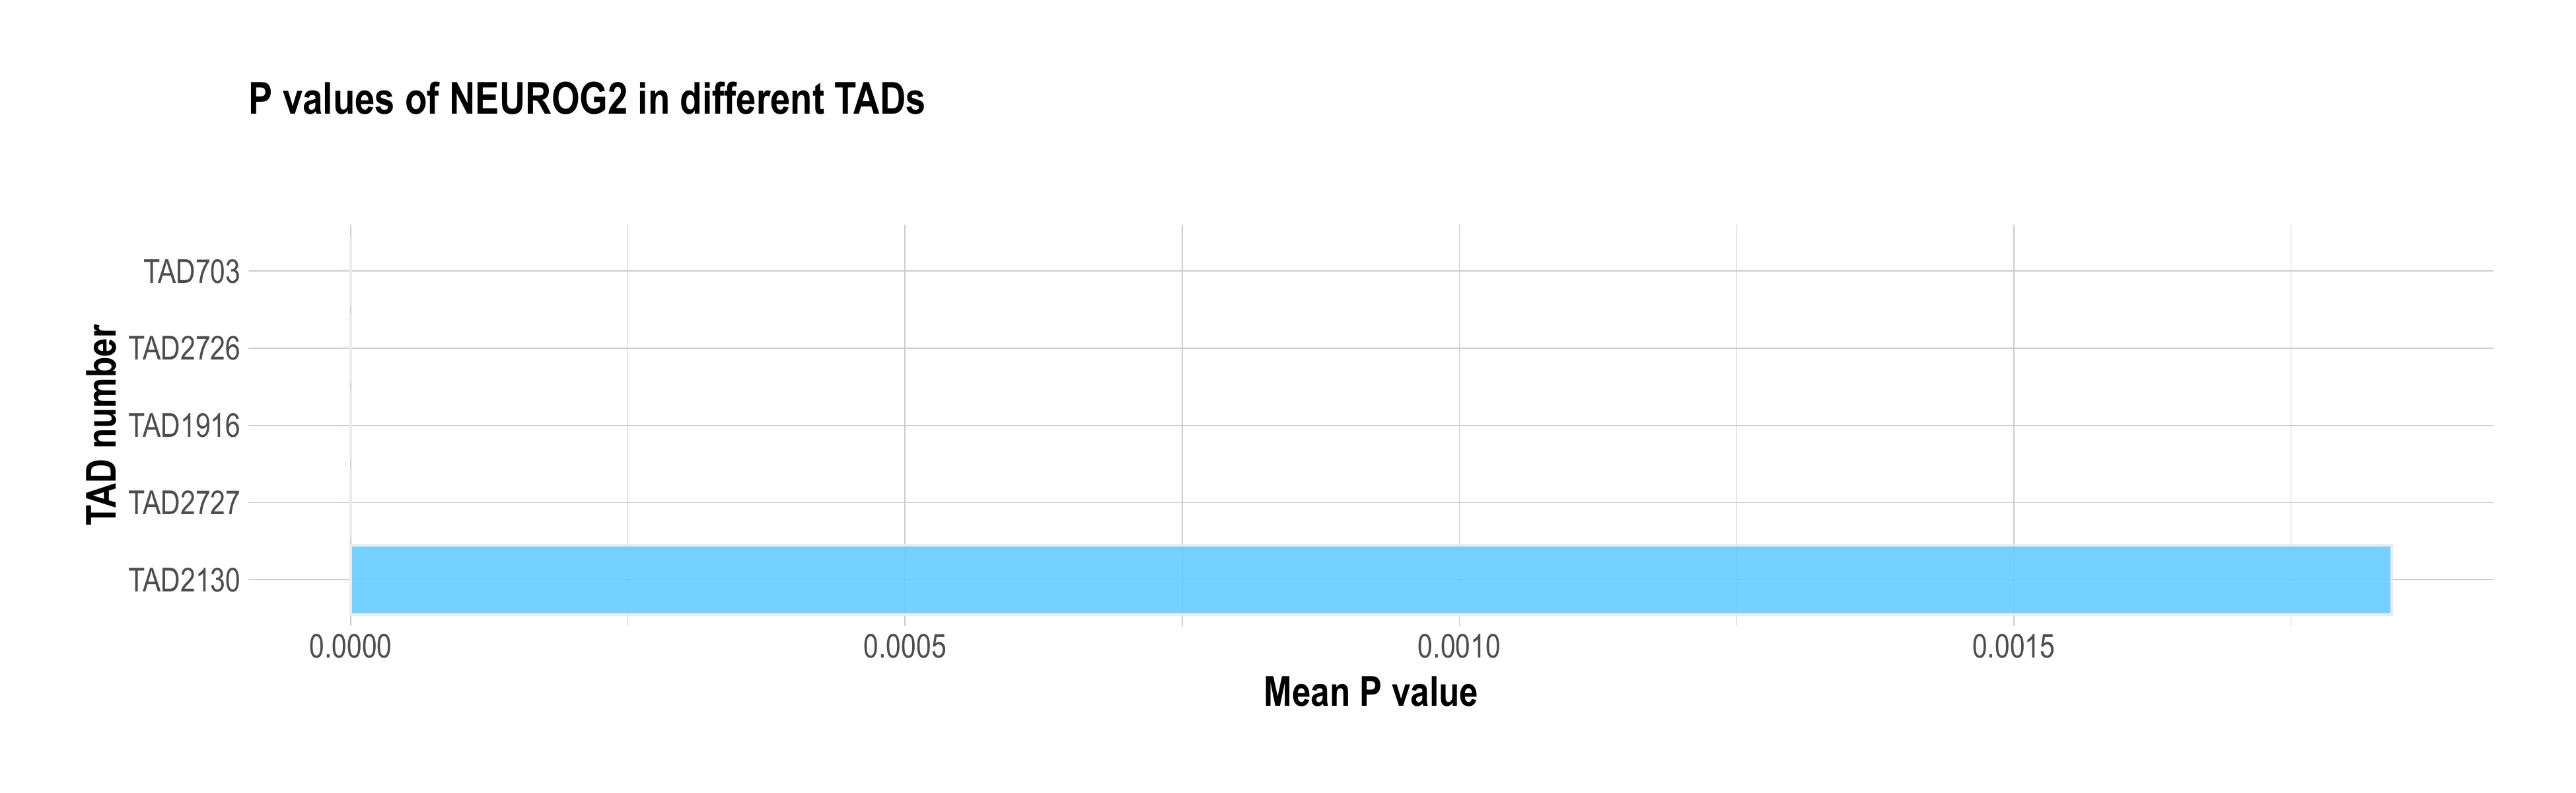 P values of NEUROG2 in different TADs
TAD number
TAD703
TAD2726
TAD1916
TAD2727
TAD2130
0.0000 0.0005 0.0010 0.0015
Mean P value